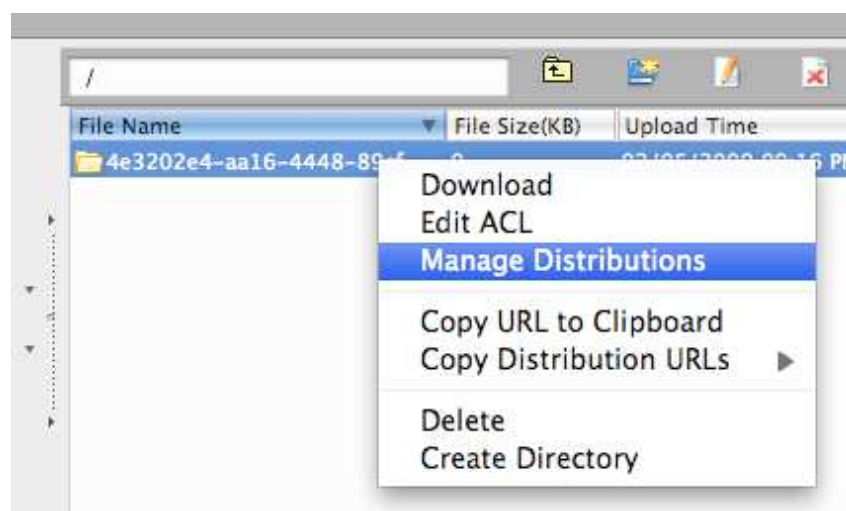 /
File Name File Size(KB) Upload Time
4e3202e4-aa16-4448-89
Download
Edit ACL
Manage Distributions
Copy URL to Clipboard
Copy Distribution URLs
Delete
Create Directory